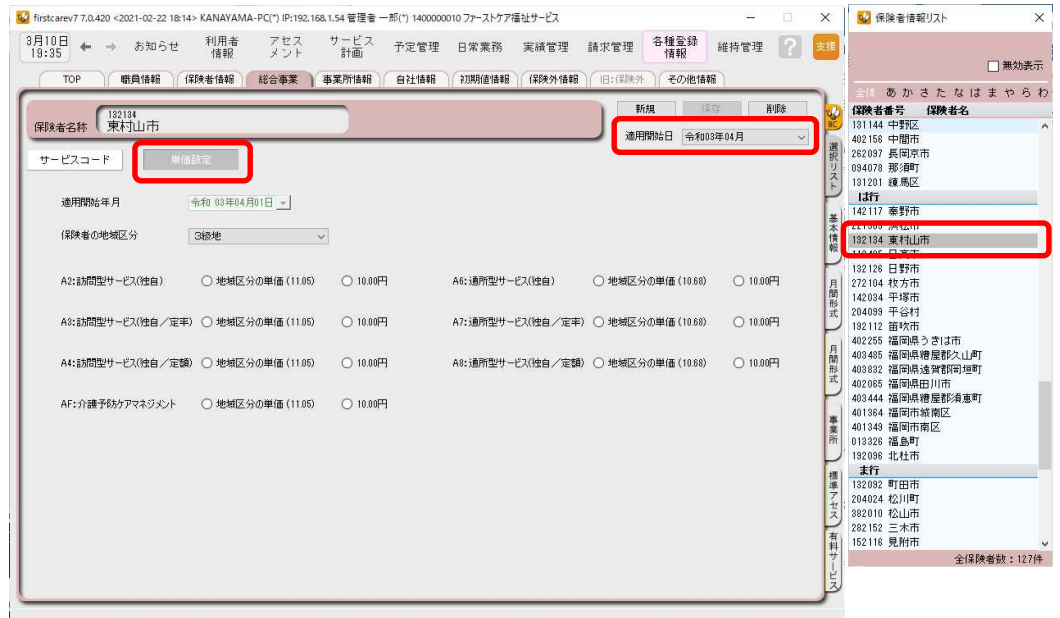 firstcarev7 7.0.420 <2021-02-22 18:14> KANAYAMA-PC(*) IP:192.168.1.54 管理者 一郎(*) 1400000010 ファーストケア福祉サービス
3月10日
19:35
お知らせ
利用者
情報
アセス
メント
サービス
計画
予定管理
日常業務
実績管理
請求管理
各種登録
情報
維持管理
?
支援
TOP
職員情報
保険者情報
総合事業
事業所情報
自社情報
初期値情報
保険外情報
旧:保険外
その他情報
保険者名称
132134
東村山市
新規
保存
削除
適用開始日
令和03年04月
サービスコード
単価設定
適用開始年月
令和 03年04月01日
保険者の地域区分
3級地
A2:訪問型サービス(独自)
地域区分の単価(11.05)
10.00円
A6:通所型サービス(独自)
地域区分の単価(10.68)
10.00円
A3:訪問型サービス(独自/定率)
地域区分の単価(11.05)
10.00円
A7:通所型サービス(独自/定率)
地域区分の単価(10.68)
10.00円
A4:訪問型サービス(独自/定額)
地域区分の単価(11.05)
10.00円
A8:通所型サービス(独自/定額)
地域区分の単価(10.68)
10.00円
AF:介護予防ケアマネジメント
地域区分の単価(11.05)
10.00円
BC
選択リスト
基本情報
月間形式
月間形式
事業所
標準アセス
有料サービス
保険者情報リスト
無効表示
全体 あ か さ た な は ま や ら わ
保険者番号 保険者名
131144 中野区
402156 中間市
262097 長岡京市
094078 那須町
131201 練馬区
は行
142117 秦野市
132134 東村山市
132126 日野市
272104 枚方市
142034 平塚市
204099 平谷村
192112 笛吹市
402255 福岡県うきは市
403485 福岡県糟屋郡久山町
403832 福岡県遠賀郡岡垣町
402065 福岡県田川市
403444 福岡県糟屋郡須恵町
401364 福岡市城南区
401349 福岡市南区
013326 福島町
192096 北杜市
ま行
132092 町田市
204024 松川町
382010 松山市
282152 三木市
152116 見附市
全保険者数:127件